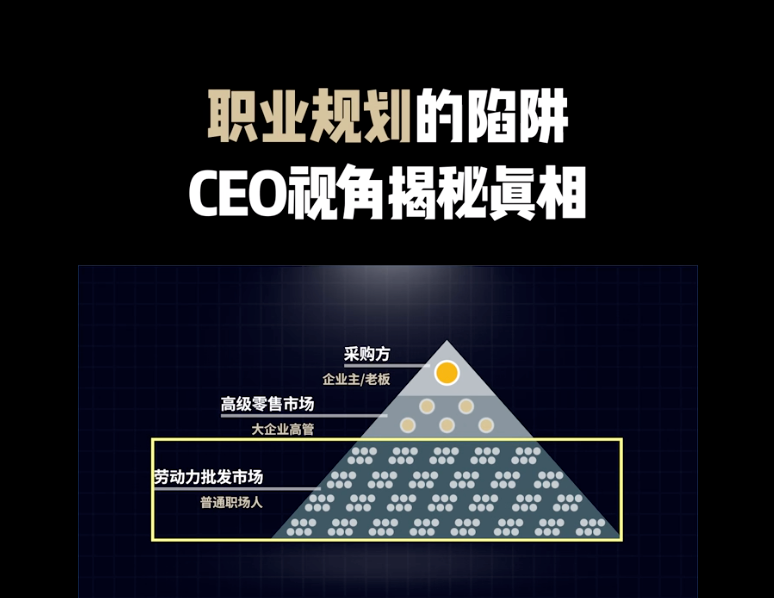 职业规划的陷阱
CEO视角揭秘真相
采购方
企业主/老板
高级零售市场
大企业高管
劳动力批发市场
普通职场人